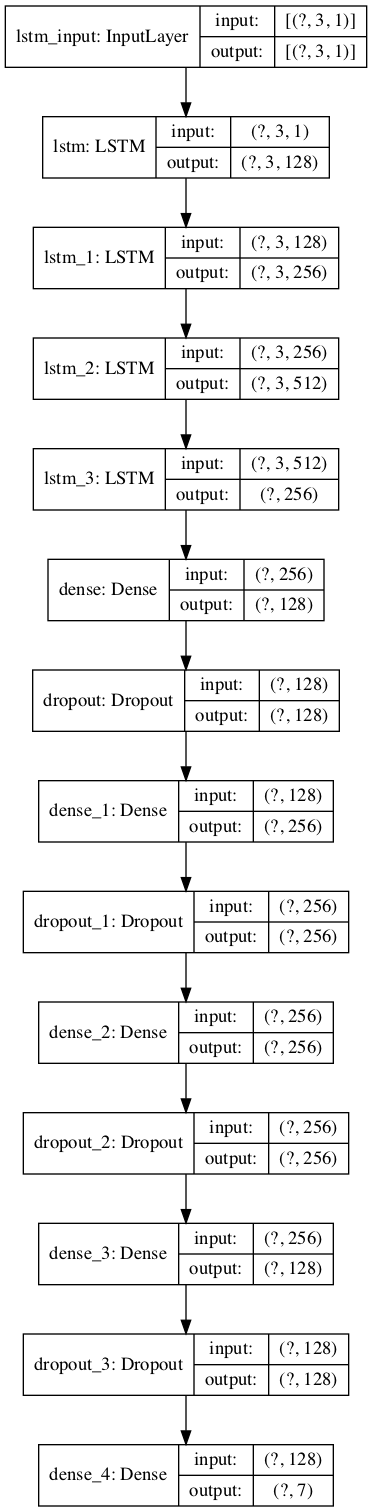 lstm_input: InputLayer
input: [(?, 3, 1)]
output: [(?, 3, 1)]
lstm: LSTM
input: (?, 3, 1)
output: (?, 3, 128)
lstm_1: LSTM
input: (?, 3, 128)
output: (?, 3, 256)
lstm_2: LSTM
input: (?, 3, 256)
output: (?, 3, 512)
lstm_3: LSTM
input: (?, 3, 512)
output: (?, 256)
dense: Dense
input: (?, 256)
output: (?, 128)
dropout: Dropout
input: (?, 128)
output: (?, 128)
dense_1: Dense
input: (?, 128)
output: (?, 256)
dropout_1: Dropout
input: (?, 256)
output: (?, 256)
dense_2: Dense
input: (?, 256)
output: (?, 256)
dropout_2: Dropout
input: (?, 256)
output: (?, 256)
dense_3: Dense
input: (?, 256)
output: (?, 128)
dropout_3: Dropout
input: (?, 128)
output: (?, 128)
dense_4: Dense
input: (?, 128)
output: (?, 7)